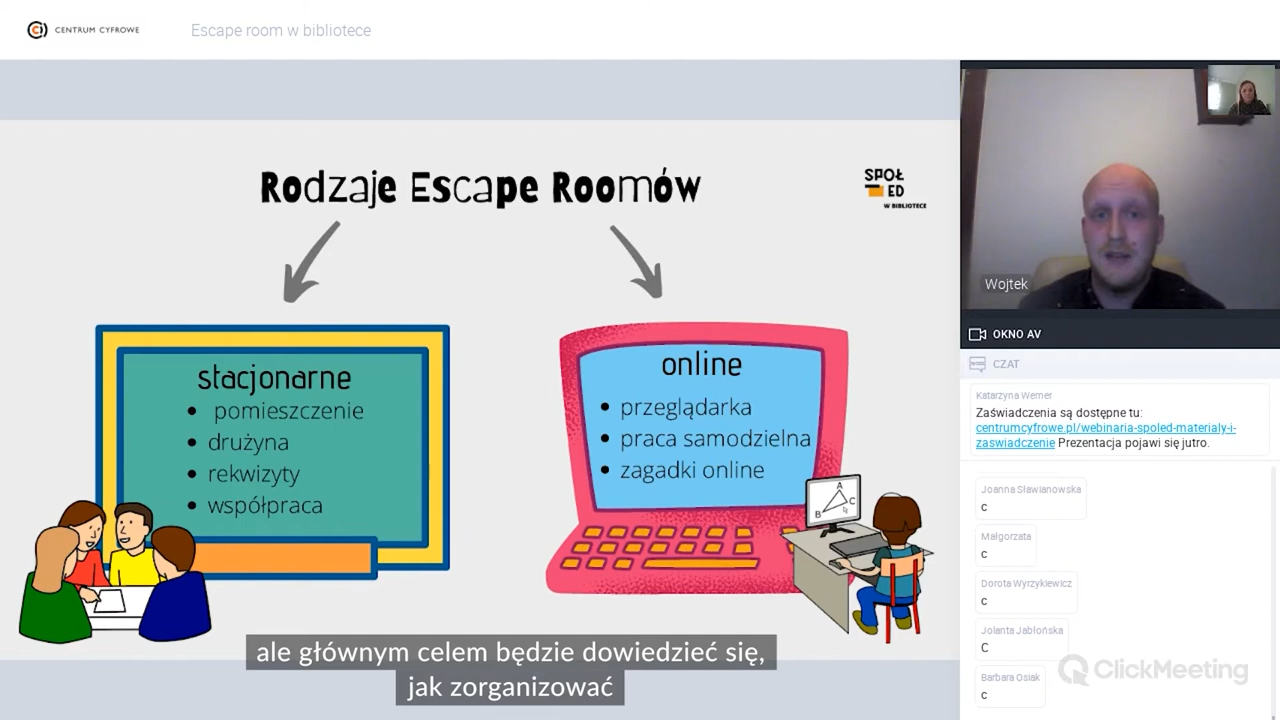 CENTRUM CYFROWE
Escape room w bibliotece
Rodzaje Escape Roomów
SPOŁ
ED
W BIBLIOTECE
stacjonarne
• pomieszczenie
• drużyna
• rekwizyty
• współpraca
online
• przeglądarka
• praca samodzielna
• zagadki online
A
B
C
ale głównym celem będzie dowiedzieć się,
jak zorganizować
Wojtek
OKNO AV
CZAT
Katarzyna Werner
Zaświadczenia są dostępne tu:
centrumcyfrowe.pl/webinaria-spoled-materialy-i-
zaswiadczenie Prezentacja pojawi się jutro.
Joanna Sławianowska
c
Małgorzata
c
Dorota Wyrzykiewicz
c
Jolanta Jabłońska
C
Barbara Osiak
c
ClickMeeting